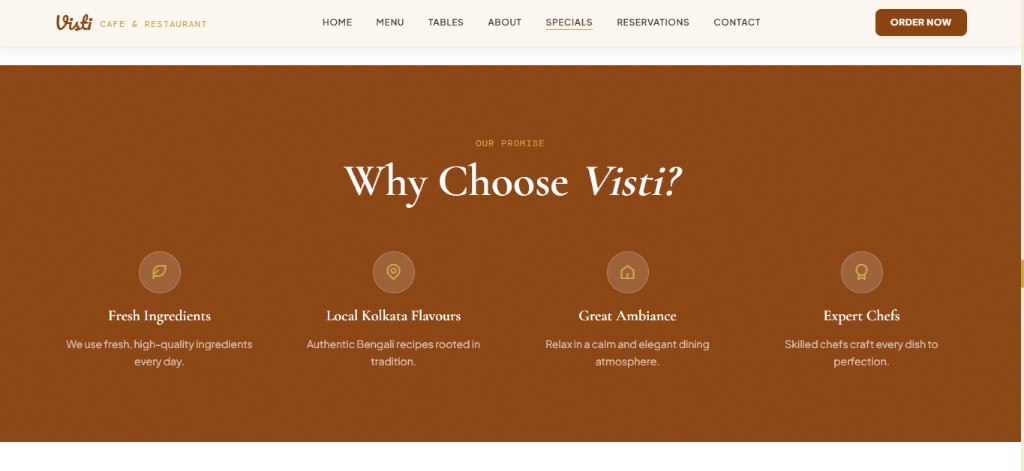 Visti CAFE & RESTAURANT
HOME MENU TABLES ABOUT SPECIALS RESERVATIONS CONTACT
ORDER NOW
OUR PROMISE
Why Choose Visti?
Fresh Ingredients
We use fresh, high-quality ingredients
every day.
Local Kolkata Flavours
Authentic Bengali recipes rooted in
tradition.
Great Ambiance
Relax in a calm and elegant dining
atmosphere.
Expert Chefs
Skilled chefs craft every dish to
perfection.